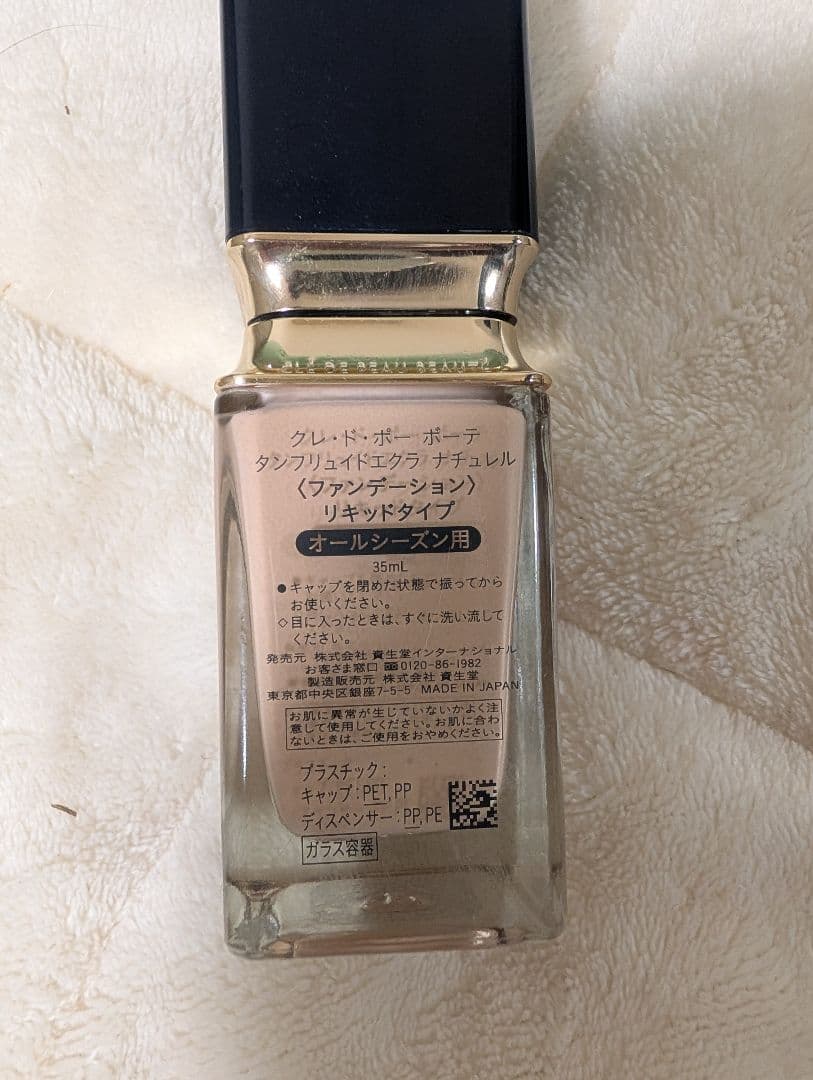 クレ・ド・ポー ボーテ
タンフリュイドエクラ ナチュレル
〈ファンデーション〉
リキッドタイプ
オールシーズン用
35mL
●キャップを閉めた状態で振ってから
お使いください。
◇目に入ったときは、すぐに洗い流して
ください。
発売元 株式会社 資生堂インターナショナル
お客さま窓口 0120-86-1982
製造販売元 株式会社 資生堂
東京都中央区銀座7-5-5 MADE IN JAPAN
お肌に異常が生じていないかよく注
意して使用してください。お肌に合わ
ないときは、ご使用をおやめください。
プラスチック:
キャップ:PET,PP
ディスペンサー:PP,PE
ガラス容器